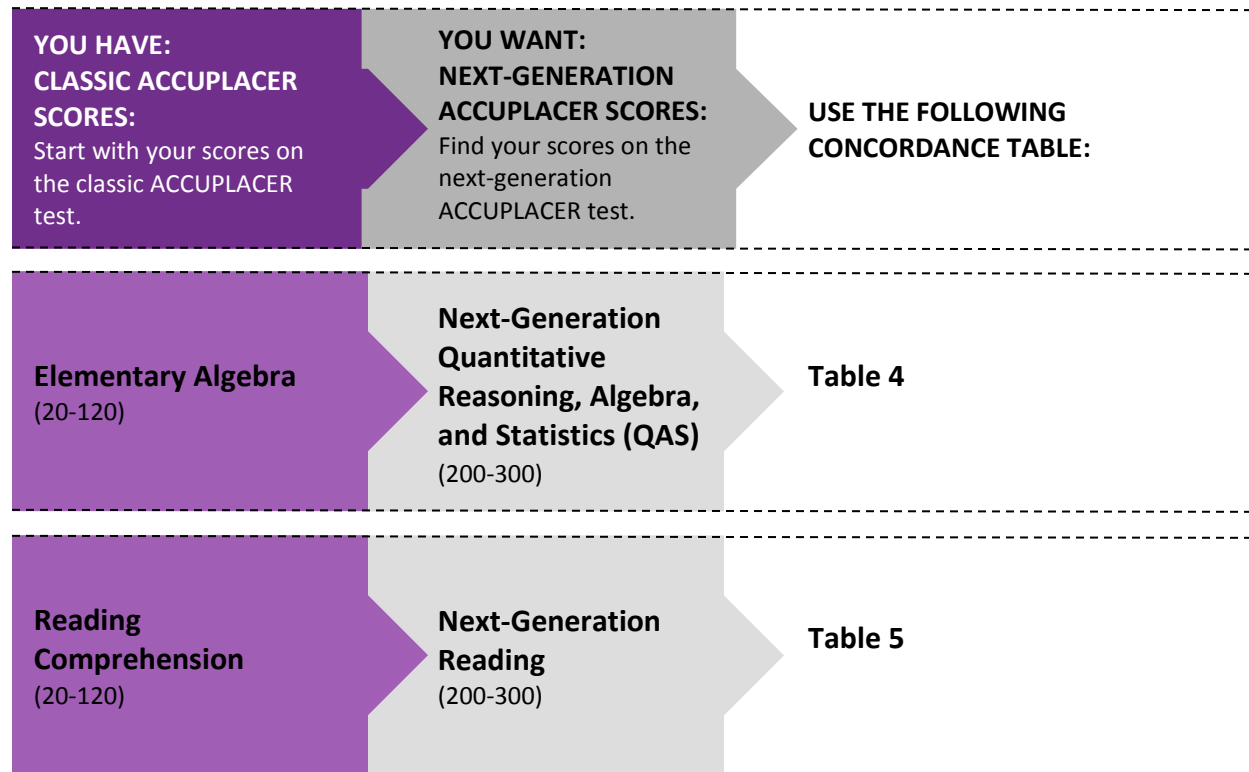 YOU HAVE:
CLASSIC ACCUPLACER
SCORES:
Start with your scores on
the classic ACCUPLACER
test.
YOU WANT:
NEXT-GENERATION
ACCUPLACER SCORES:
Find your scores on the
next-generation
ACCUPLACER test.
USE THE FOLLOWING
CONCORDANCE TABLE:
Elementary Algebra
(20-120)
Next-Generation
Quantitative
Reasoning, Algebra,
and Statistics (QAS)
(200-300)
Table 4
Reading
Comprehension
(20-120)
Next-Generation
Reading
(200-300)
Table 5